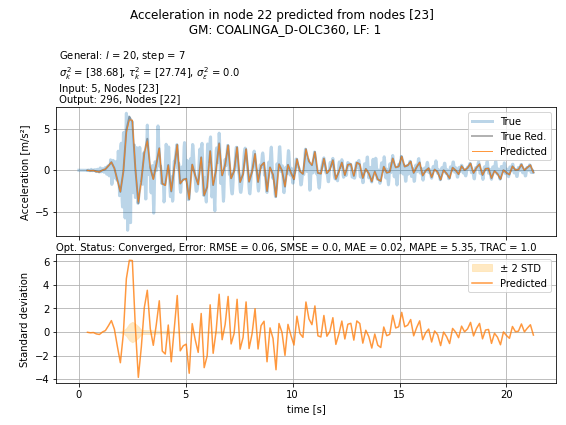 Acceleration in node 22 predicted from nodes [23]
GM: COALINGA_D-OLC360, LF: 1
General: l = 20, step = 7
σ²ₖ = [38.68], τ²ₖ = [27.74], σ²ε = 0.0
Input: 5, Nodes [23]
Output: 296, Nodes [22]
Acceleration [m/s²]
5
0
−5
True
True Red.
Predicted
Opt. Status: Converged, Error: RMSE = 0.06, SMSE = 0.0, MAE = 0.02, MAPE = 5.35, TRAC = 1.0
Standard deviation
6
4
2
0
−2
−4
± 2 STD
Predicted
0 5 10 15 20
time [s]